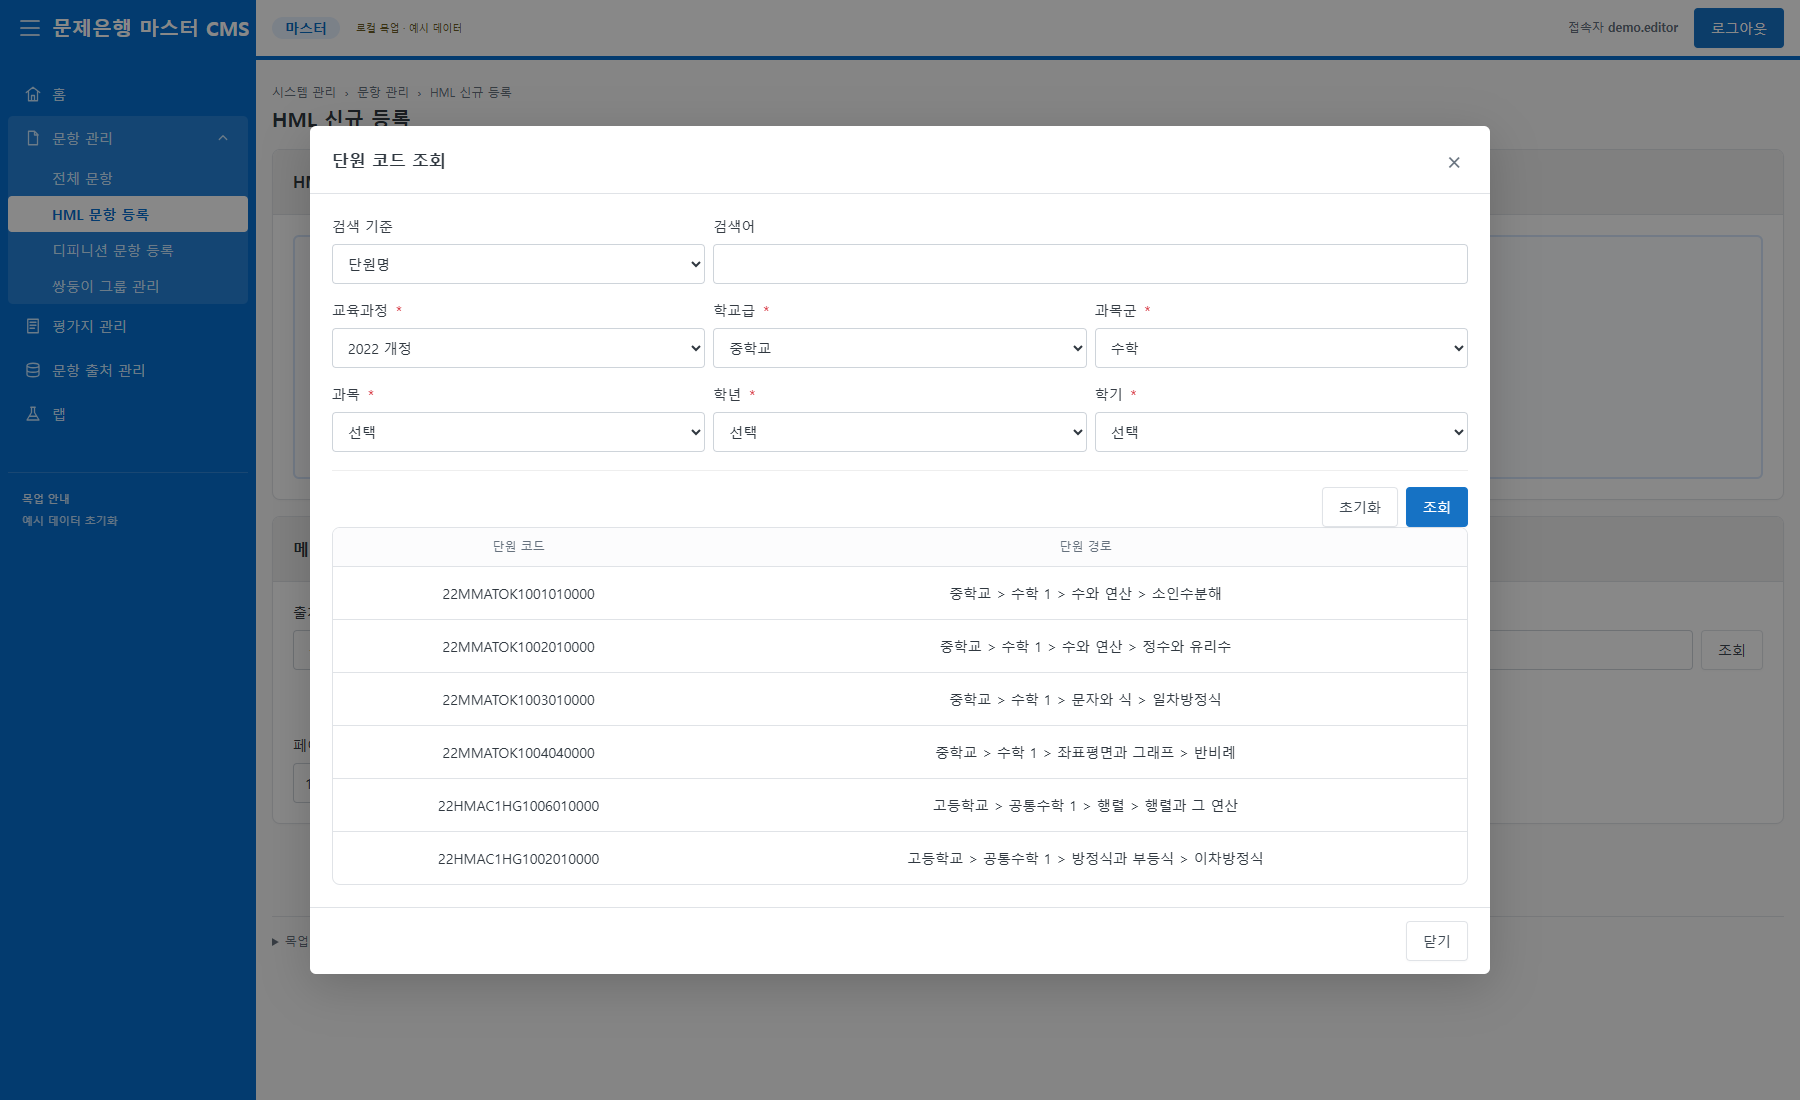 문제은행 마스터 CMS
마스터
로컬 목업 · 예시 데이터
접속자 demo.editor
로그아웃
홈
문항 관리
전체 문항
HML 문항 등록
디피니션 문항 등록
쌍둥이 그룹 관리
평가지 관리
문항 출처 관리
랩
목업 안내
예시 데이터 초기화
시스템 관리 › 문항 관리 › HML 신규 등록
HML 신규 등록
단원 코드 조회
×
검색 기준
검색어
단원명
교육과정 *
학교급 *
과목군 *
2022 개정
중학교
수학
과목 *
학년 *
학기 *
선택
선택
선택
초기화
조회
단원 코드
단원 경로
22MMATOK1001010000
중학교 > 수학 1 > 수와 연산 > 소인수분해
22MMATOK1002010000
중학교 > 수학 1 > 수와 연산 > 정수와 유리수
22MMATOK1003010000
중학교 > 수학 1 > 문자와 식 > 일차방정식
22MMATOK1004040000
중학교 > 수학 1 > 좌표평면과 그래프 > 반비례
22HMAC1HG1006010000
고등학교 > 공통수학 1 > 행렬 > 행렬과 그 연산
22HMAC1HG1002010000
고등학교 > 공통수학 1 > 방정식과 부등식 > 이차방정식
닫기
조회
▶ 목업